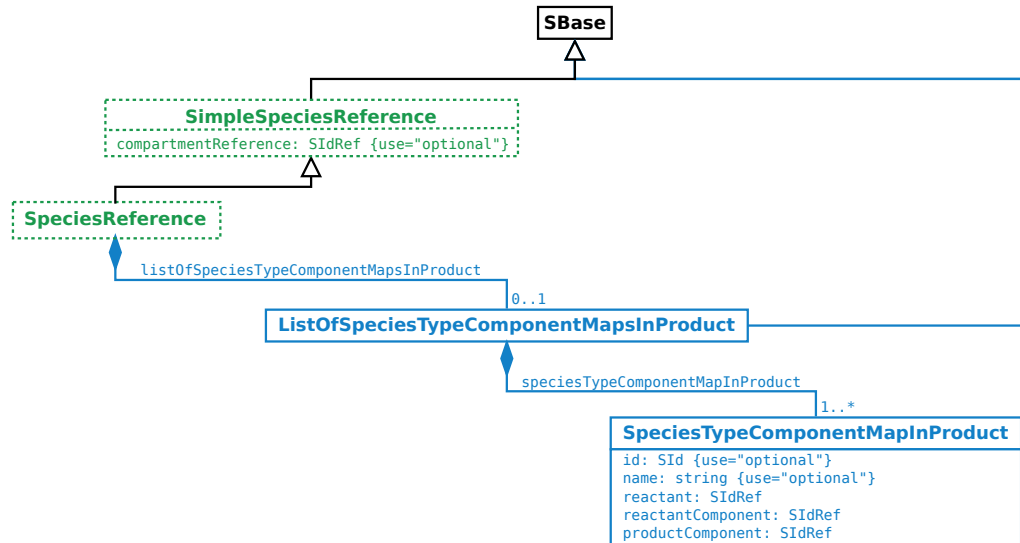 SBase
SimpleSpeciesReference
compartmentReference: SIdRef {use="optional"}
SpeciesReference
listOfSpeciesTypeComponentMapsInProduct
0..1
ListOfSpeciesTypeComponentMapsInProduct
speciesTypeComponentMapInProduct
1..*
SpeciesTypeComponentMapInProduct
id: SId {use="optional"}
name: string {use="optional"}
reactant: SIdRef
reactantComponent: SIdRef
productComponent: SIdRef